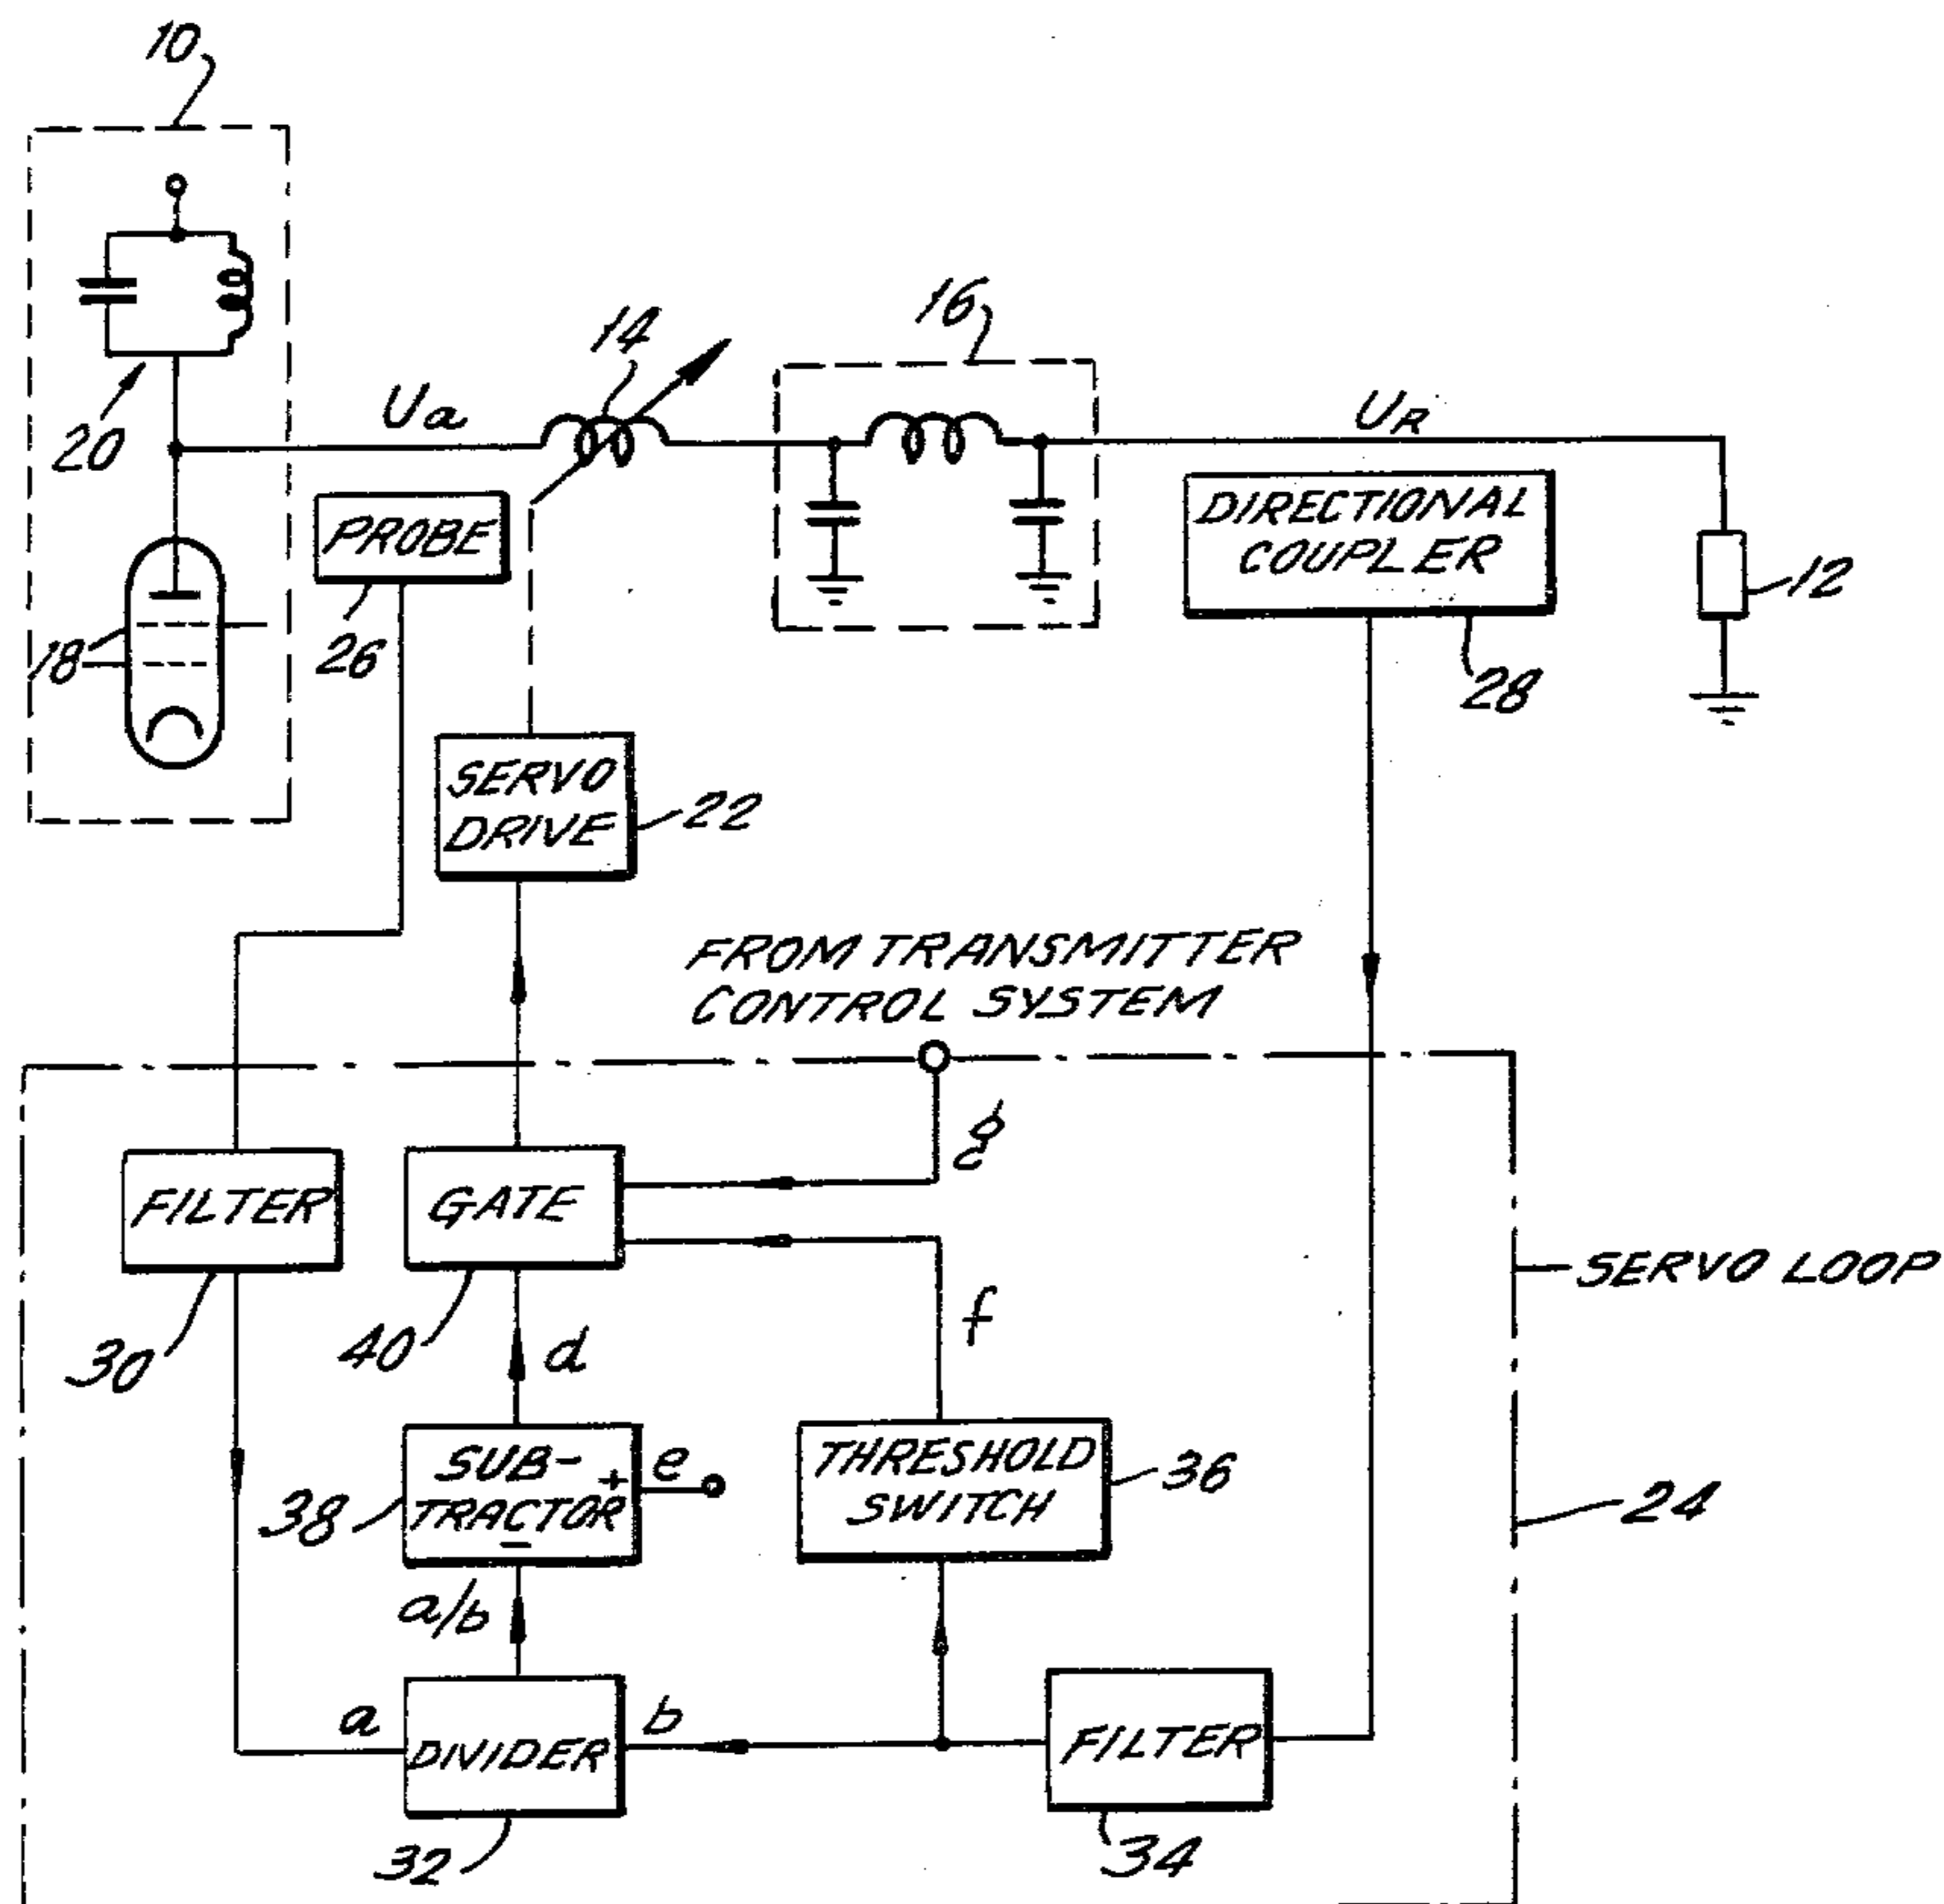 10
14
16
Ua
UR
20
PROBE
DIRECTIONAL
COUPLER
12
18
26
28
SERVO
DRIVE
22
FROM TRANSMITTER
CONTROL SYSTEM
g
FILTER
GATE
SERVO LOOP
f
30
40
d
SUB-
TRACTOR
+
-
e
38
THRESHOLD
SWITCH
36
24
a/b
a
DIVIDER
b
FILTER
32
34